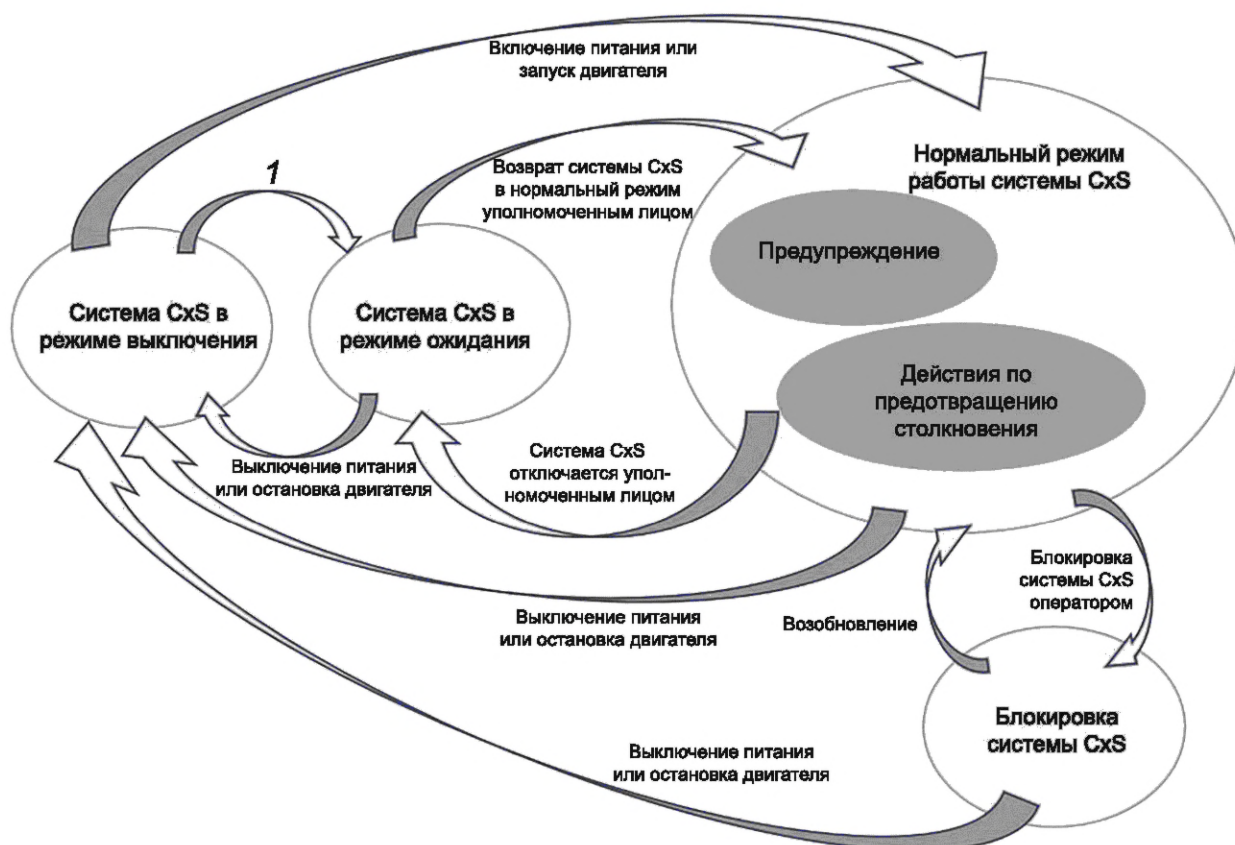 Включение питания или
запуск двигателя
1
Возврат системы CxS
в нормальный режим
уполномоченным лицом
Нормальный режим
работы системы CxS
Предупреждение
Система CxS в
режиме выключения
Система CxS в
режиме ожидания
Действия по
предотвращению
столкновения
Выключение питания
или остановка двигателя
Система CxS
отключается упол-
номоченным лицом
Выключение питания
или остановка двигателя
Возобновление
Блокировка
системы CxS
оператором
Блокировка
системы CxS
Выключение питания
или остановка двигателя